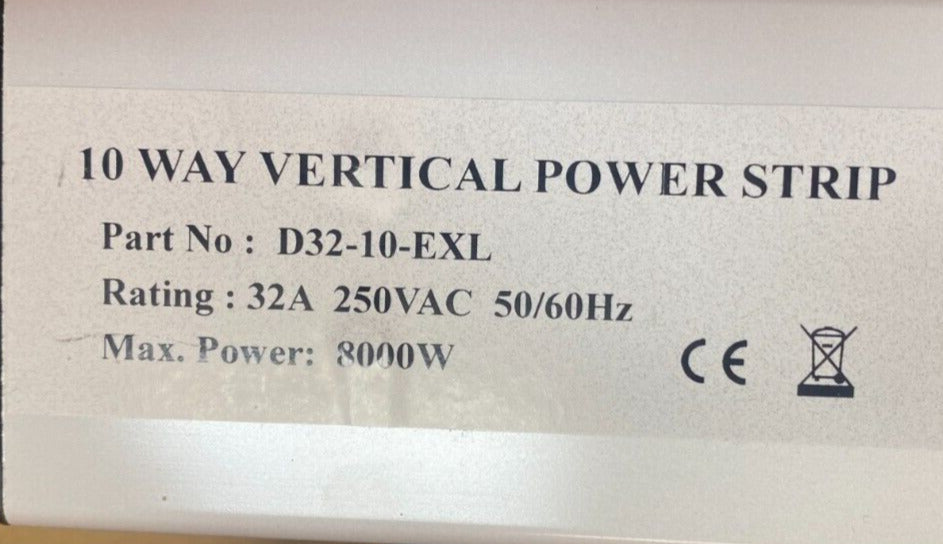 10 WAY VERTICAL POWER STRIP
Part No : D32-10-EXL
Rating : 32A 250VAC 50/60Hz
Max. Power: 8000W
CE